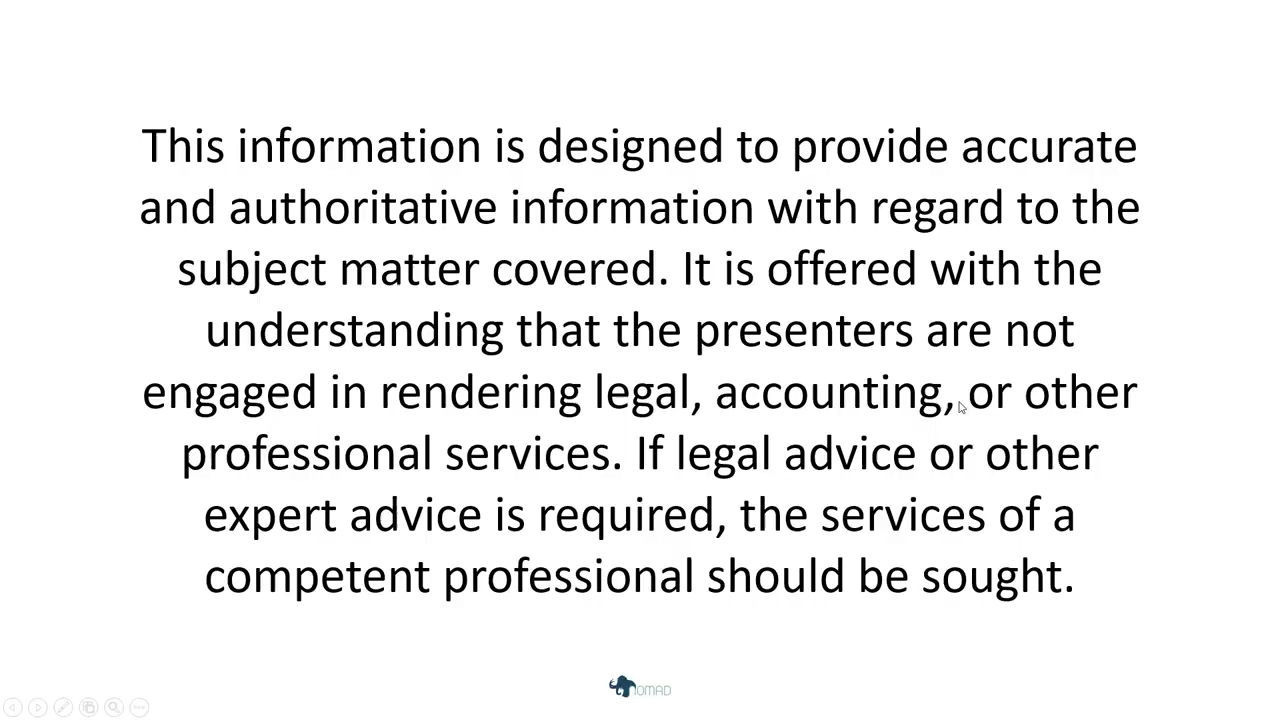 This information is designed to provide accurate
and authoritative information with regard to the
subject matter covered. It is offered with the
understanding that the presenters are not
engaged in rendering legal, accounting, or other
professional services. If legal advice or other
expert advice is required, the services of a
competent professional should be sought.
NOMAD